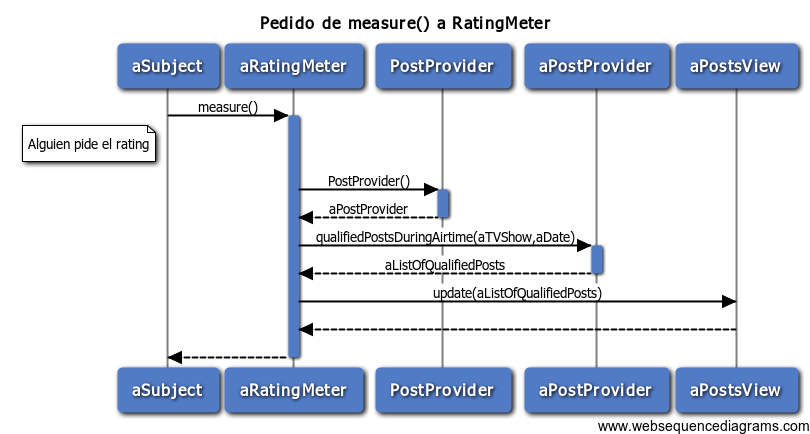 Pedido de measure() a RatingMeter
aSubject
aRatingMeter
PostProvider
aPostProvider
aPostsView
measure()
Alguien pide el rating
PostProvider()
aPostProvider
qualifiedPostsDuringAirtime(aTVShow,aDate)
aListOfQualifiedPosts
update(aListOfQualifiedPosts)
aSubject
aRatingMeter
PostProvider
aPostProvider
aPostsView
www.websequencediagrams.com